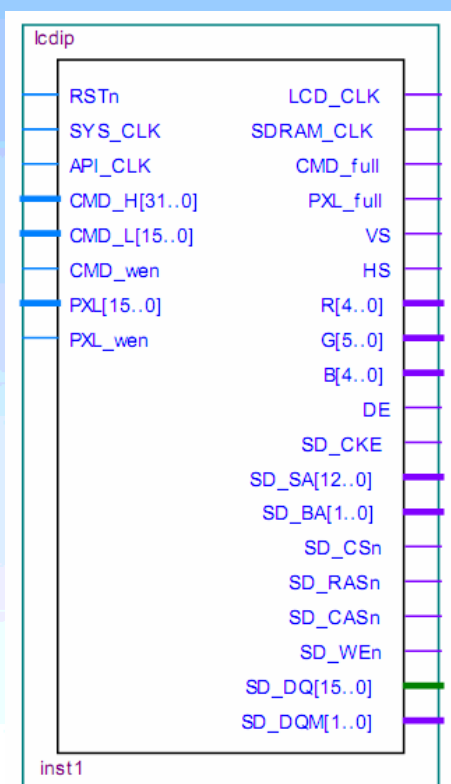 lcdip
RSTn LCD_CLK
SYS_CLK SDRAM_CLK
API_CLK CMD_full
CMD_H[31..0] PXL_full
CMD_L[15..0] VS
CMD_wen HS
PXL[15..0] R[4..0]
PXL_wen G[5..0]
B[4..0]
DE
SD_CKE
SD_SA[12..0]
SD_BA[1..0]
SD_CSn
SD_RASn
SD_CASn
SD_WEn
SD_DQ[15..0]
SD_DQM[1..0]
inst1